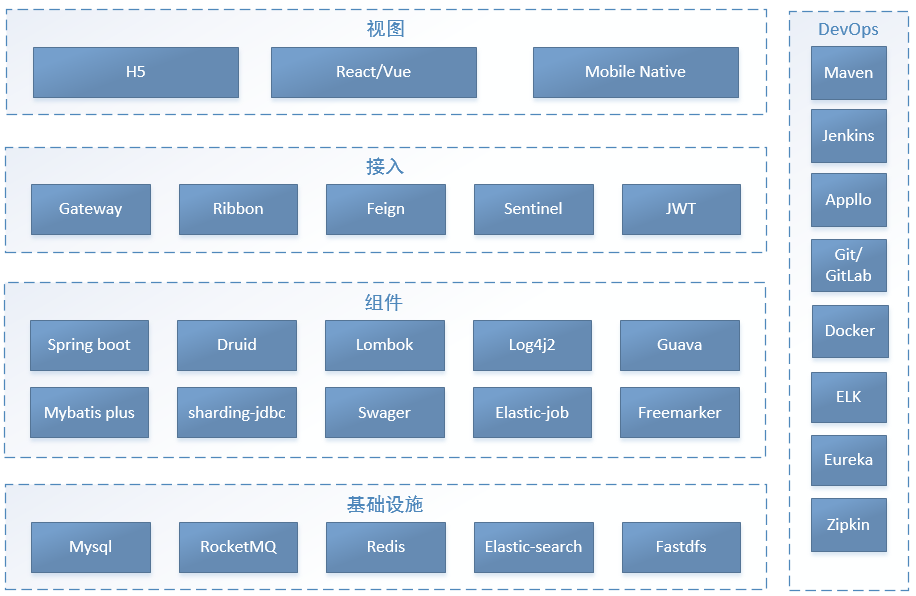 视图
H5
React/Vue
Mobile Native
接入
Gateway
Ribbon
Feign
Sentinel
JWT
组件
Spring boot
Druid
Lombok
Log4j2
Guava
Mybatis plus
sharding-jdbc
Swager
Elastic-job
Freemarker
基础设施
Mysql
RocketMQ
Redis
Elastic-search
Fastdfs
DevOps
Maven
Jenkins
Appllo
Git/
GitLab
Docker
ELK
Eureka
Zipkin